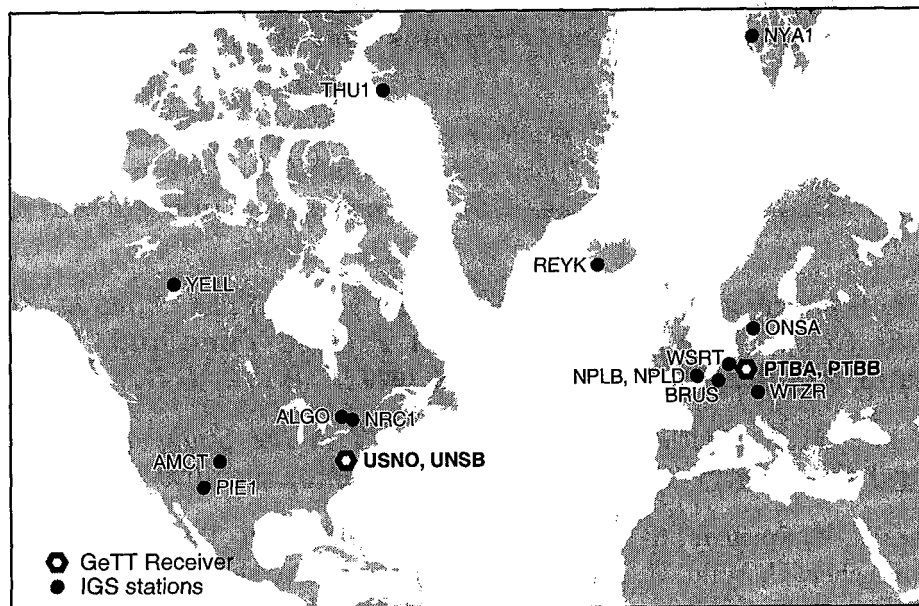 NYA1
THU1
REYK
YELL
ONSA
WSRT
PTBA, PTBB
NPLB, NPLD
BRUS
WTZR
ALGO
NRC1
AMCT
USNO, UNSB
PIE1
GeTT Receiver
IGS stations